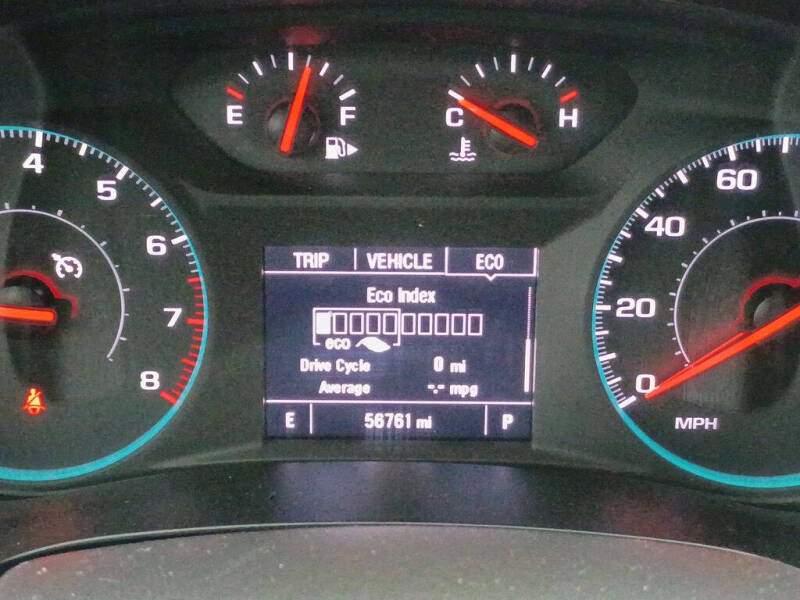 E F
C H
4
5
6
7
8
TRIP VEHICLE ECO
Eco Index
eco
Drive Cycle 0 mi
Average -.- mpg
E 56761 mi P
60
40
20
0
MPH